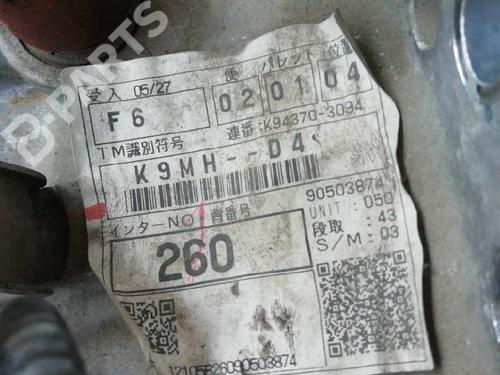 B-PARTS
受入 05/27
便 パレット 位置
F6
02 01 04
TM識別符号
連番:K94370-3094
K9MH--D4
インターNO 背番号
90503874
UNIT:050
段取:43
S/M:03
260
12105B26090503874